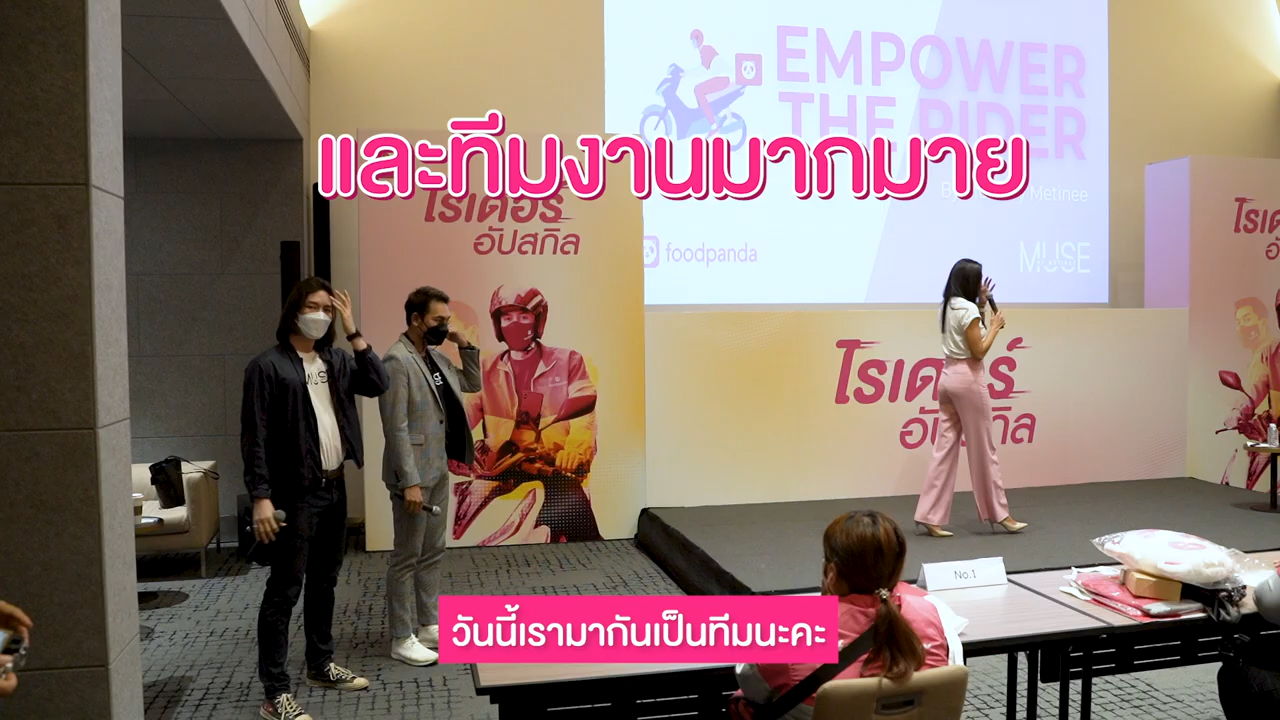 EMPOWER
THE RIDER
และทีมงานมากมาย
Metinee
ไรเดอร์
อัปสกิล
foodpanda
MUSE
ไรเดอร์
อัปสกิล
No.1
วันนี้เรามากันเป็นทีมนะคะ